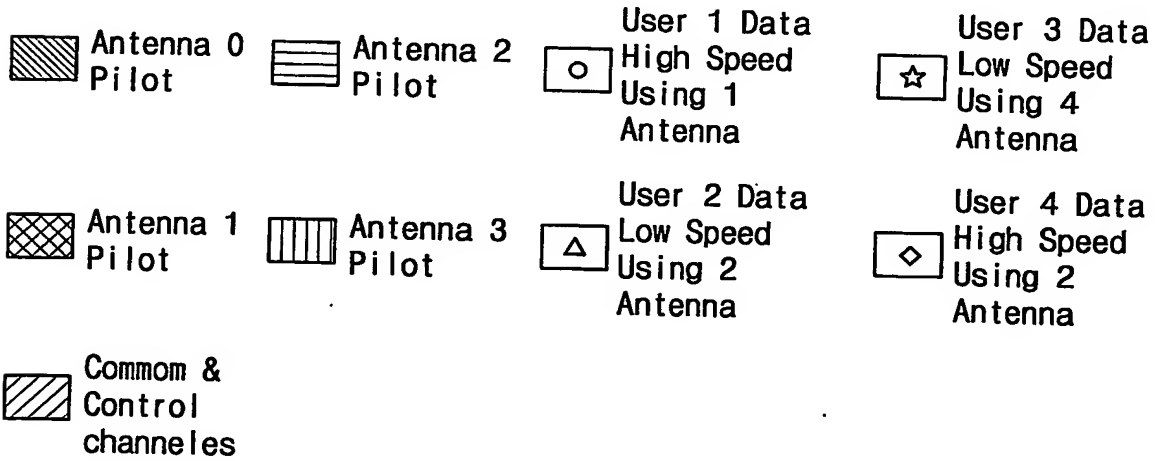 Antenna 0
Pilot
Antenna 2
Pilot
User 1 Data
High Speed
Using 1
Antenna
User 3 Data
Low Speed
Using 4
Antenna
Antenna 1
Pilot
Antenna 3
Pilot
User 2 Data
Low Speed
Using 2
Antenna
User 4 Data
High Speed
Using 2
Antenna
Commom &
Control
channeles